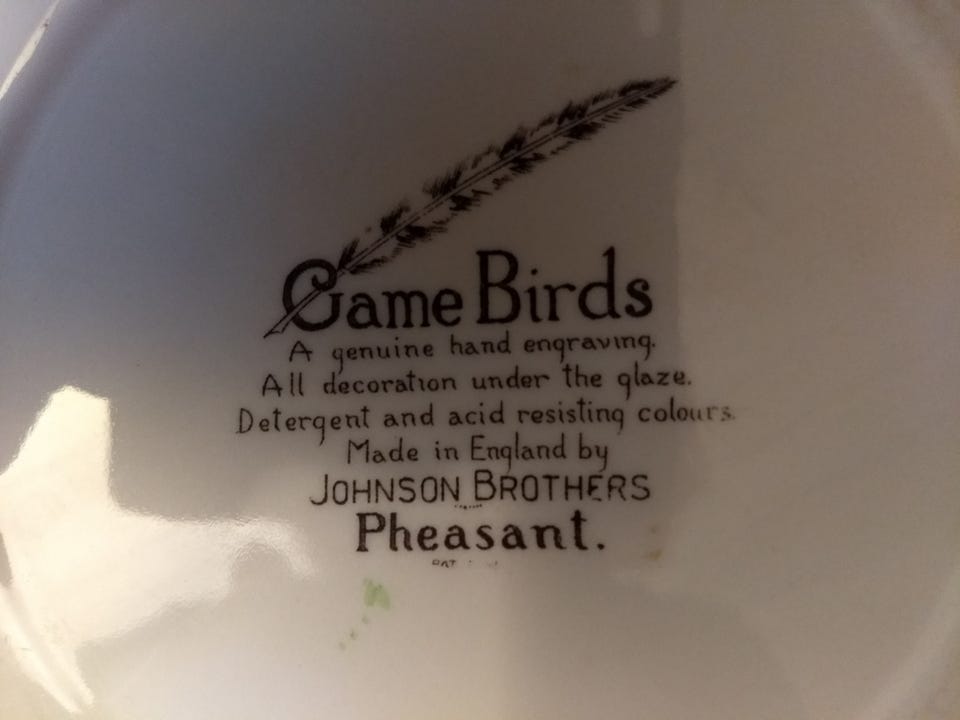 Game Birds
A genuine hand engraving.
All decoration under the glaze.
Detergent and acid resisting colours.
Made in England by
JOHNSON BROTHERS
Pheasant.